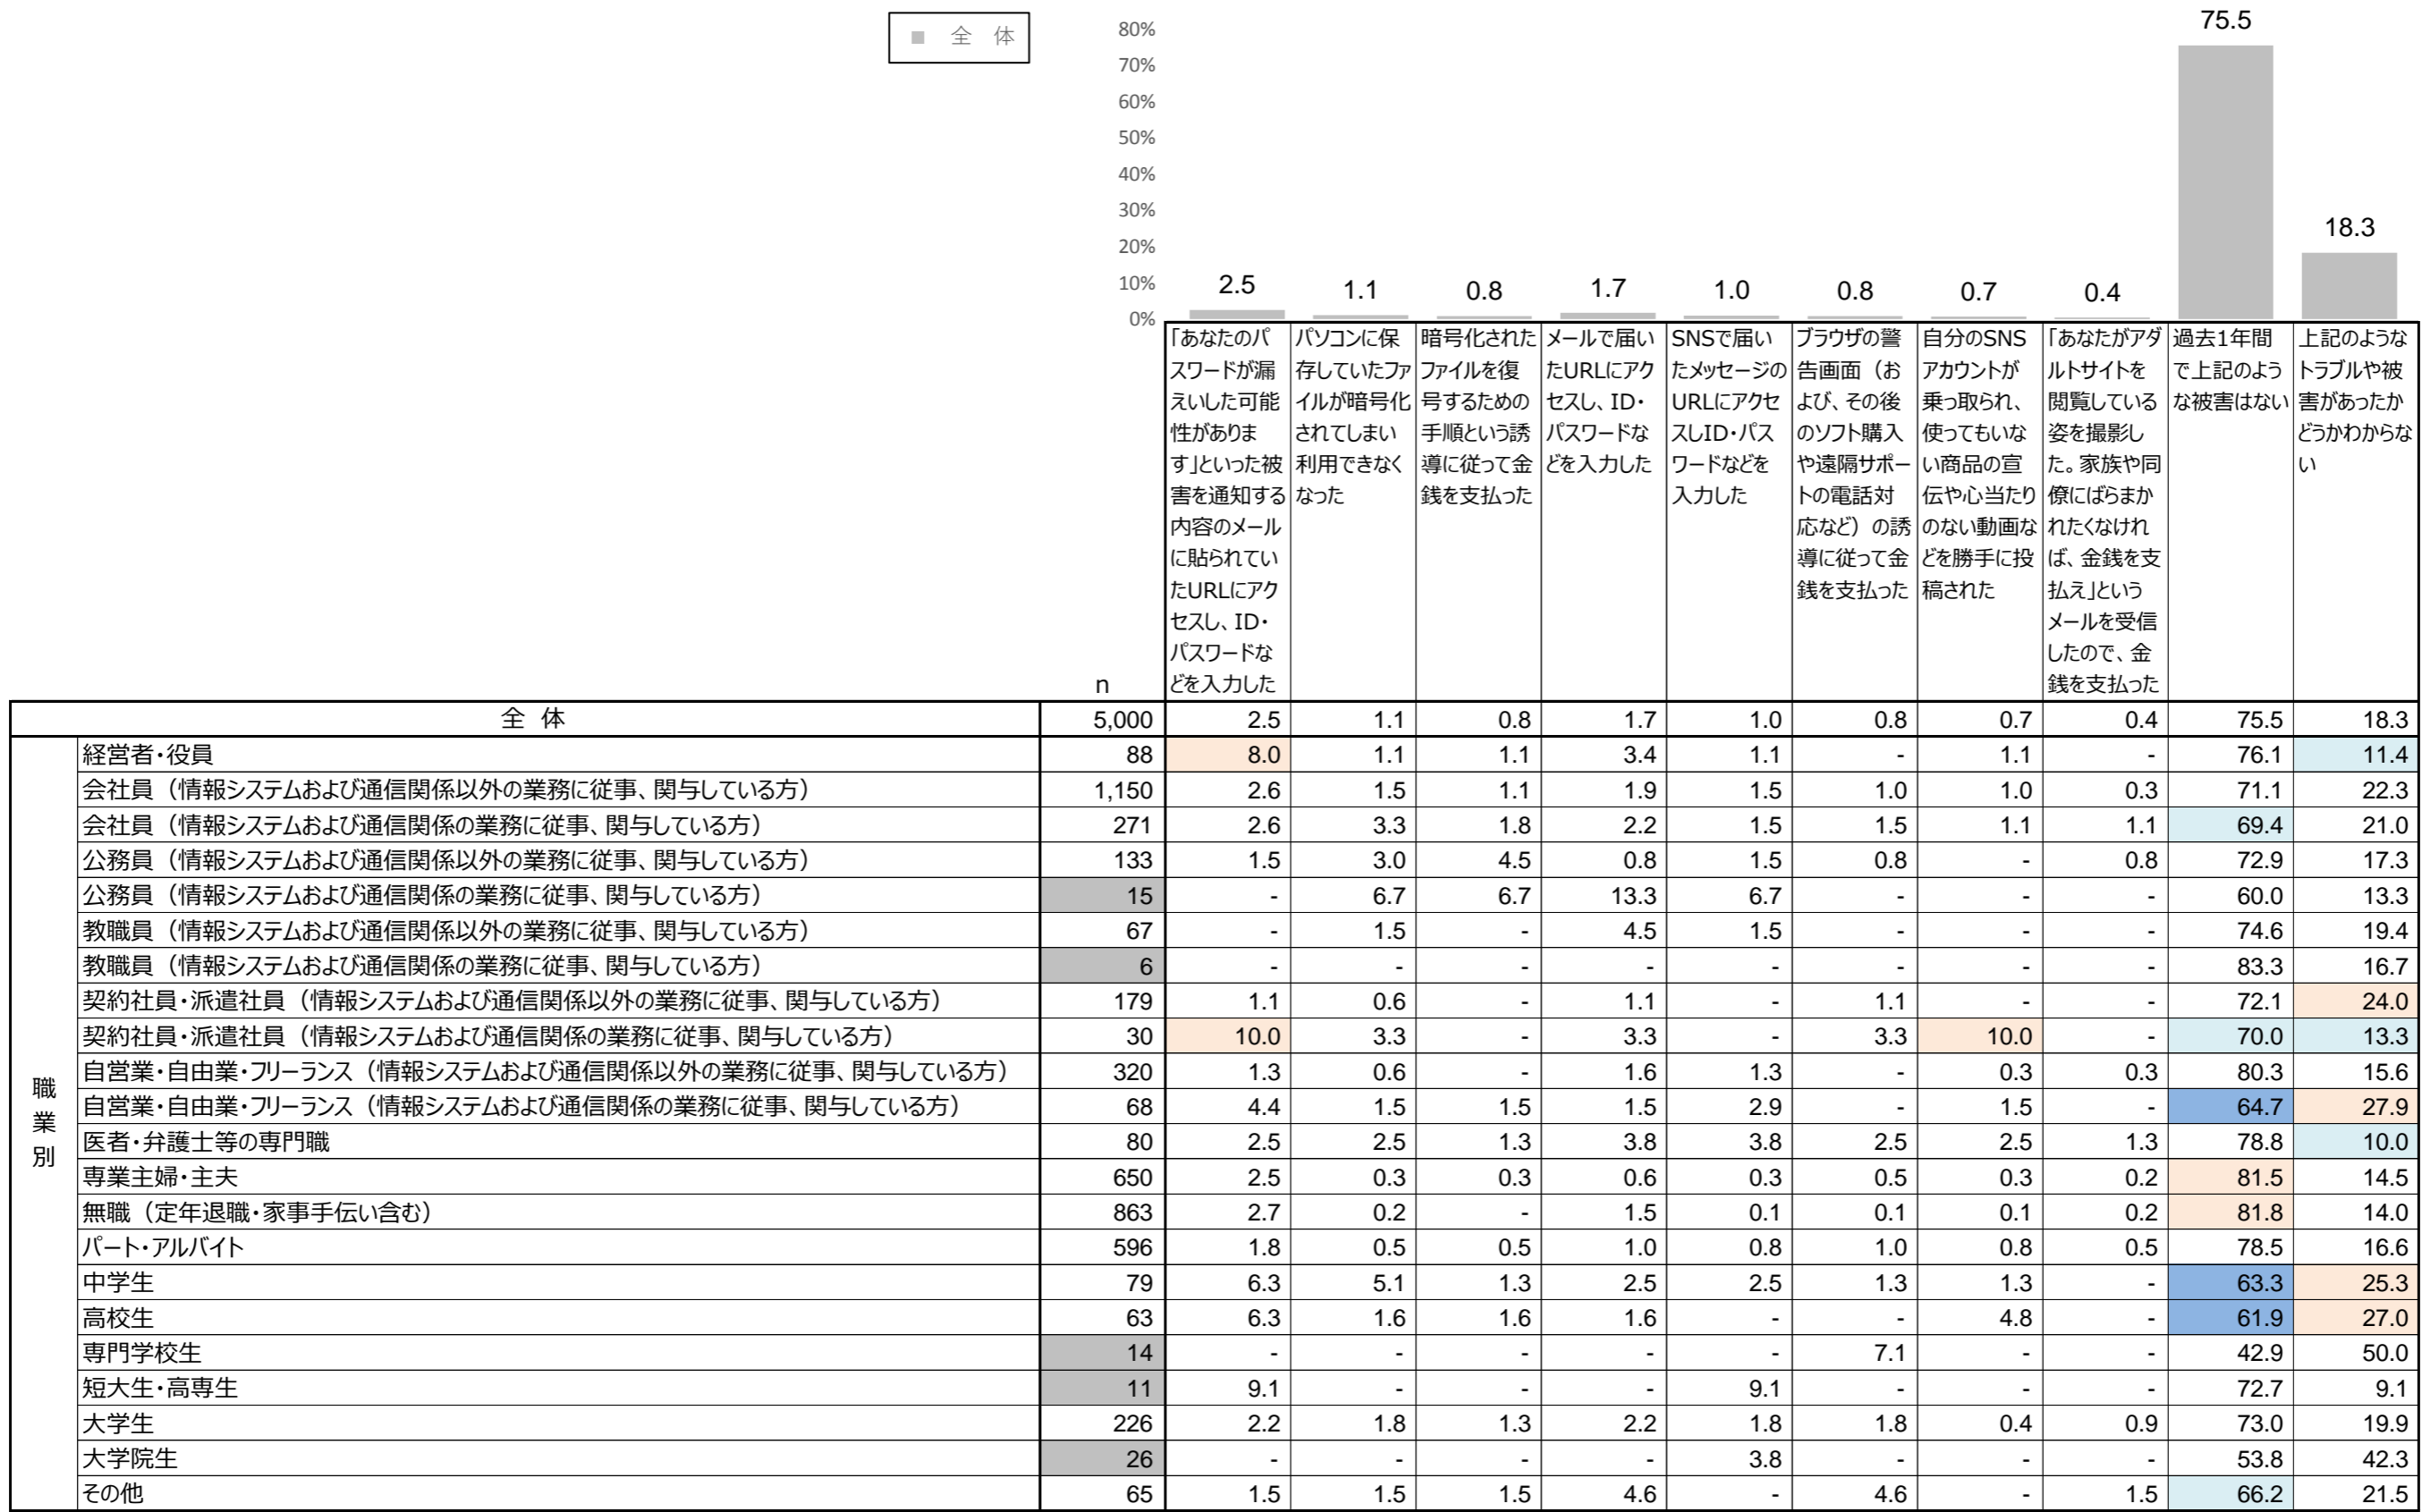 ■ 全 体
80%
70%
60%
50%
40%
30%
20%
10%
0%
2.5 1.1 0.8 1.7 1.0 0.8 0.7 0.4 75.5 18.3
「あなたのパ
スワードが漏
えいした可能
性がありま
す」といった被
害を通知する
内容のメール
に貼られてい
たURLにアク
セスし、ID・
パスワードな
どを入力した
パソコンに保
存していたファ
イルが暗号化
されてしまい
利用できなく
なった
暗号化された
ファイルを復
号するための
手順という誘
導に従って金
銭を支払った
メールで届い
たURLにアク
セスし、ID・
パスワードな
どを入力した
SNSで届い
たメッセージの
URLにアクセ
スしID・パス
ワードなどを
入力した
ブラウザの警
告画面（お
よび、その後
のソフト購入
や遠隔サポー
トの電話対
応など）の誘
導に従って金
銭を支払った
自分のSNS
アカウントが
乗っ取られ、
使ってもいな
い商品の宣
伝や心当たり
のない動画な
どを勝手に投
稿された
「あなたがアダ
ルトサイトを
閲覧している
姿を撮影し
た。家族や同
僚にばらまか
れたくなけれ
ば、金銭を支
払え」という
メールを受信
したので、金
銭を支払った
過去1年間
で上記のよう
な被害はない
上記のような
トラブルや被
害があったか
どうかわからな
い
n
全 体 5,000 2.5 1.1 0.8 1.7 1.0 0.8 0.7 0.4 75.5 18.3
職業別
経営者・役員 88 8.0 1.1 1.1 3.4 1.1 - 1.1 - 76.1 11.4
会社員（情報システムおよび通信関係以外の業務に従事、関与している方） 1,150 2.6 1.5 1.1 1.9 1.5 1.0 1.0 0.3 71.1 22.3
会社員（情報システムおよび通信関係の業務に従事、関与している方） 271 2.6 3.3 1.8 2.2 1.5 1.5 1.1 1.1 69.4 21.0
公務員（情報システムおよび通信関係以外の業務に従事、関与している方） 133 1.5 3.0 4.5 0.8 1.5 0.8 - 0.8 72.9 17.3
公務員（情報システムおよび通信関係の業務に従事、関与している方） 15 - 6.7 6.7 13.3 6.7 - - - 60.0 13.3
教職員（情報システムおよび通信関係以外の業務に従事、関与している方） 67 - 1.5 - 4.5 1.5 - - - 74.6 19.4
教職員（情報システムおよび通信関係の業務に従事、関与している方） 6 - - - - - - - - 83.3 16.7
契約社員・派遣社員（情報システムおよび通信関係以外の業務に従事、関与している方） 179 1.1 0.6 - 1.1 - 1.1 - - 72.1 24.0
契約社員・派遣社員（情報システムおよび通信関係の業務に従事、関与している方） 30 10.0 3.3 - 3.3 - 3.3 10.0 - 70.0 13.3
自営業・自由業・フリーランス（情報システムおよび通信関係以外の業務に従事、関与している方） 320 1.3 0.6 - 1.6 1.3 - 0.3 0.3 80.3 15.6
自営業・自由業・フリーランス（情報システムおよび通信関係の業務に従事、関与している方） 68 4.4 1.5 1.5 1.5 2.9 - 1.5 - 64.7 27.9
医者・弁護士等の専門職 80 2.5 2.5 1.3 3.8 3.8 2.5 2.5 1.3 78.8 10.0
専業主婦・主夫 650 2.5 0.3 0.3 0.6 0.3 0.5 0.3 0.2 81.5 14.5
無職（定年退職・家事手伝い含む） 863 2.7 0.2 - 1.5 0.1 0.1 0.1 0.2 81.8 14.0
パート・アルバイト 596 1.8 0.5 0.5 1.0 0.8 1.0 0.8 0.5 78.5 16.6
中学生 79 6.3 5.1 1.3 2.5 2.5 1.3 1.3 - 63.3 25.3
高校生 63 6.3 1.6 1.6 1.6 - - 4.8 - 61.9 27.0
専門学校生 14 - - - - - 7.1 - - 42.9 50.0
短大生・高専生 11 9.1 - - - 9.1 - - - 72.7 9.1
大学生 226 2.2 1.8 1.3 2.2 1.8 1.8 0.4 0.9 73.0 19.9
大学院生 26 - - - - 3.8 - - - 53.8 42.3
その他 65 1.5 1.5 1.5 4.6 - 4.6 - 1.5 66.2 21.5